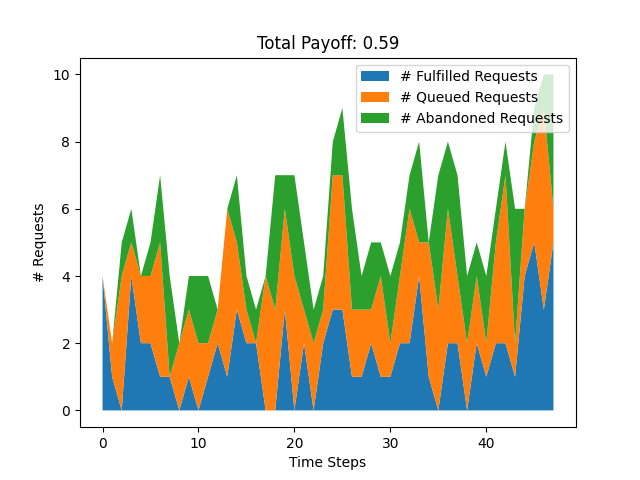 Total Payoff: 0.59
# Fulfilled Requests
# Queued Requests
# Abandoned Requests
# Requests
10
8
6
4
2
0
0 10 20 30 40
Time Steps